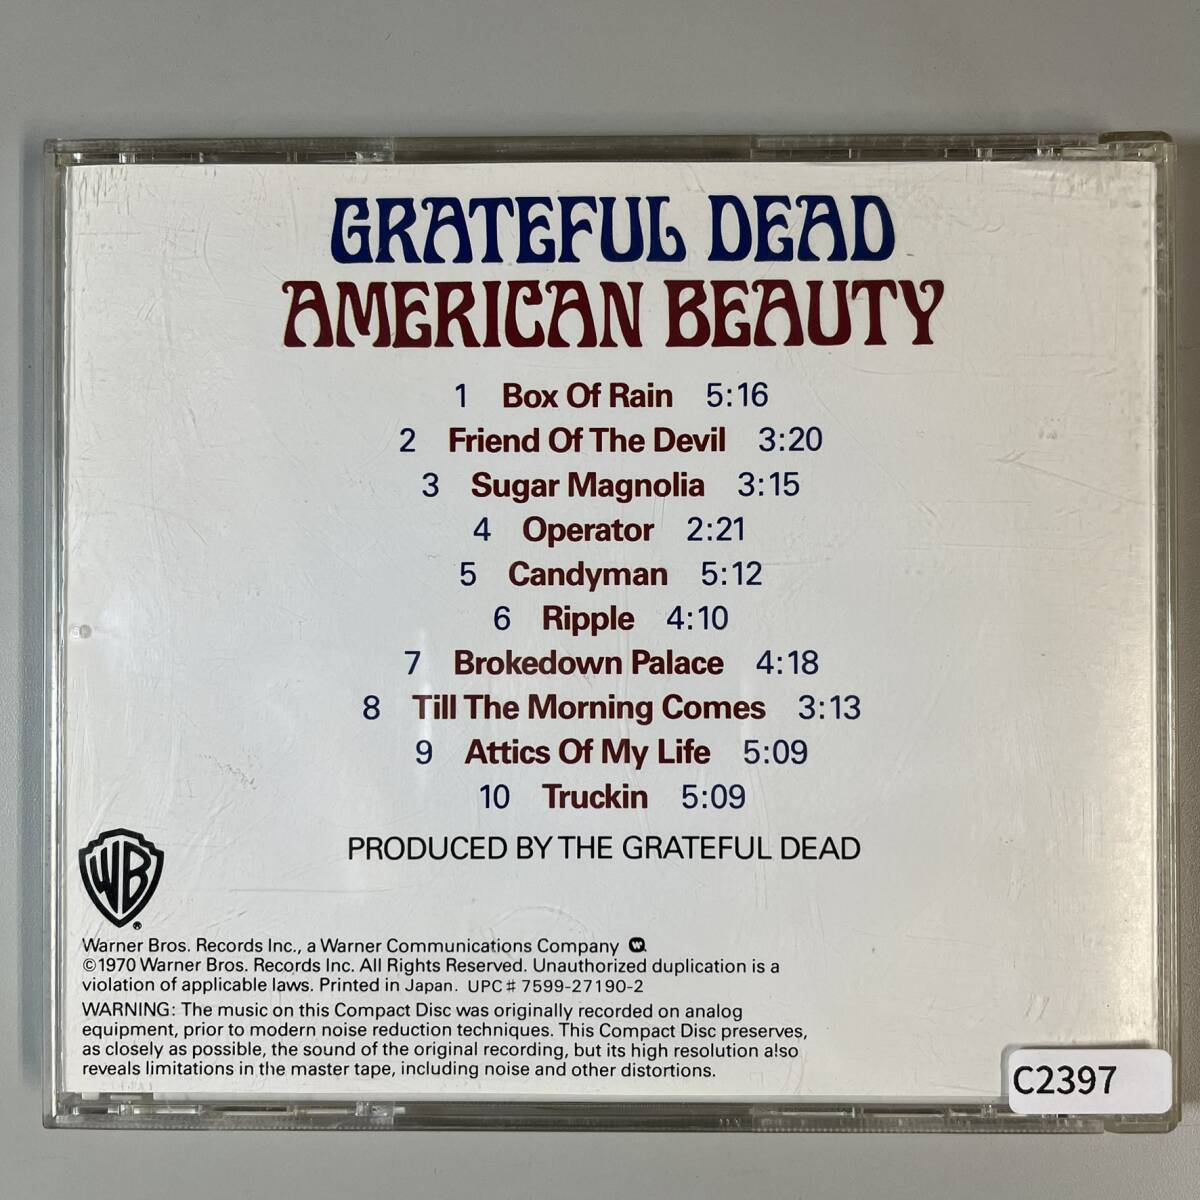 GRATEFUL DEAD
AMERICAN BEAUTY
1 Box Of Rain 5:16
2 Friend Of The Devil 3:20
3 Sugar Magnolia 3:15
4 Operator 2:21
5 Candyman 5:12
6 Ripple 4:10
7 Brokedown Palace 4:18
8 Till The Morning Comes 3:13
9 Attics Of My Life 5:09
10 Truckin 5:09
PRODUCED BY THE GRATEFUL DEAD
WB ®
Warner Bros. Records Inc., a Warner Communications Company
©1970 Warner Bros. Records Inc. All Rights Reserved. Unauthorized duplication is a
violation of applicable laws. Printed in Japan. UPC# 7599-27190-2
WARNING: The music on this Compact Disc was originally recorded on analog
equipment, prior to modern noise reduction techniques. This Compact Disc preserves,
as closely as possible, the sound of the original recording, but its high resolution also
reveals limitations in the master tape, including noise and other distortions.
C2397